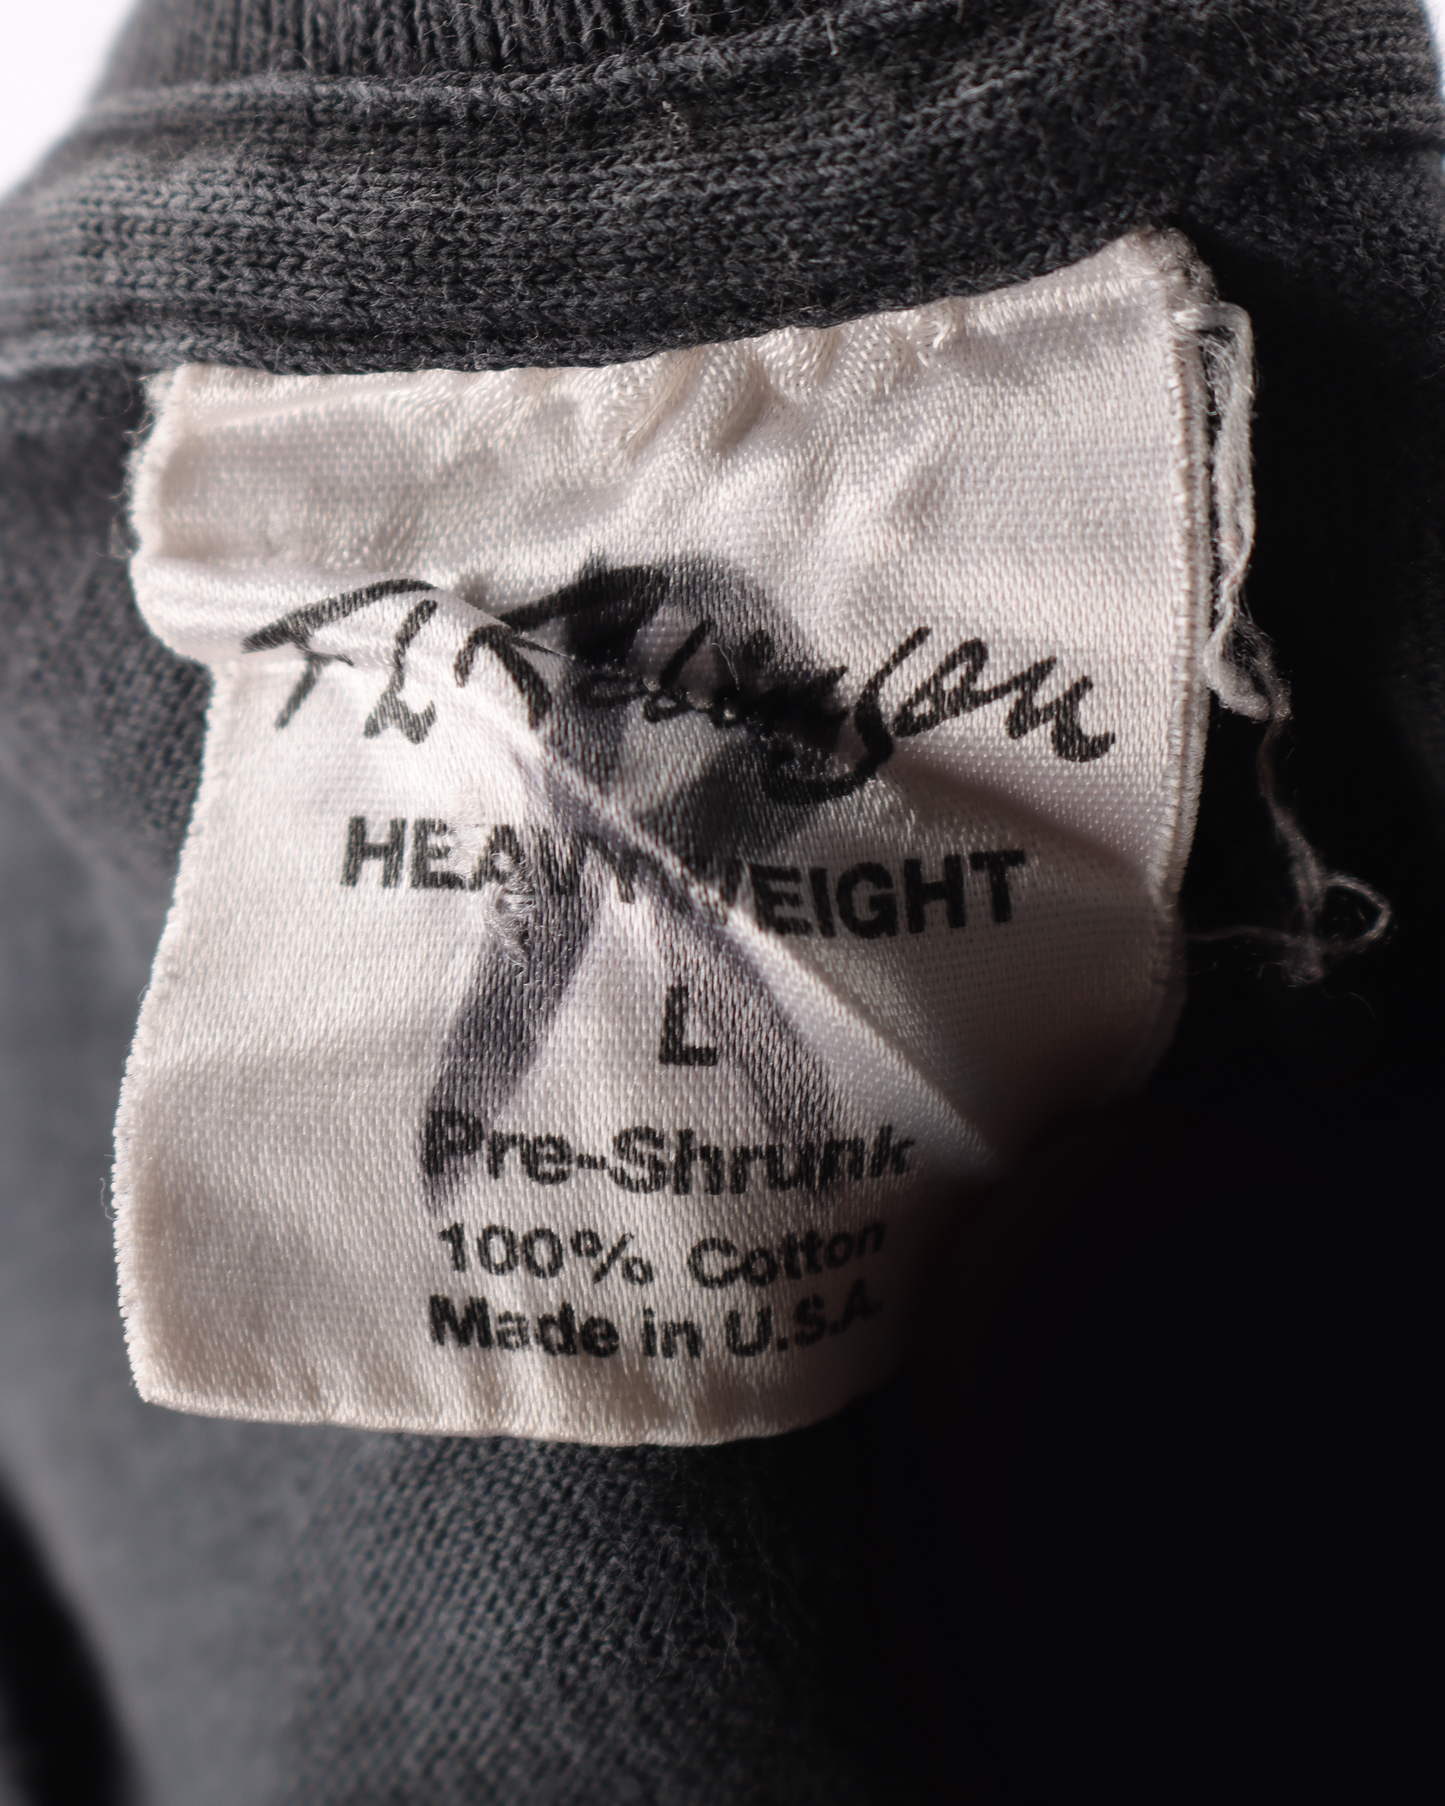 HEAVYWEIGHT
L
Pre-Shrunk
100% Cotton
Made in U.S.A.